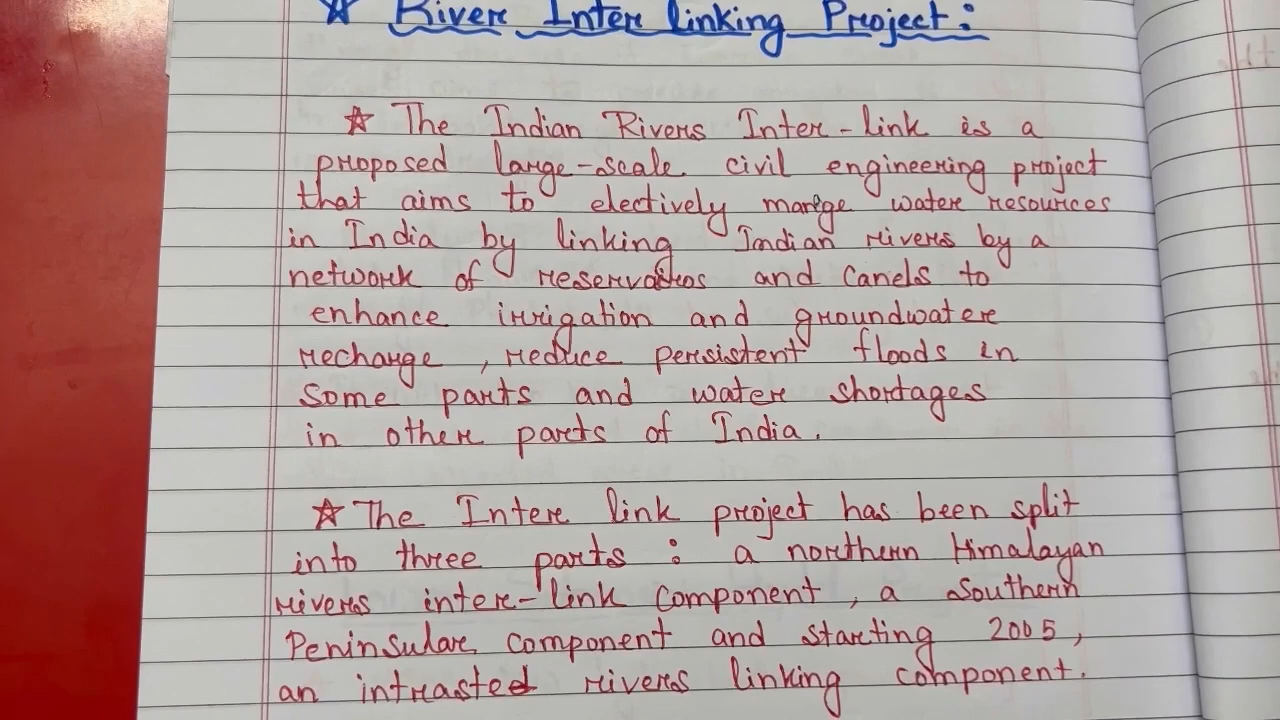 ☆ River Inter linking Project:
☆ The Indian Rivers Inter-link is a
proposed large-scale civil engineering project
that aims to electively manege water resources
in India by linking Indian rivers by a
network of reservoiros and canels to
enhance irrigation and groundwater
recharge, reduce persistent floods in
Some parts and water shortages
in other parts of India.
☆ The Inter link project has been split
into three parts: a northern Himalayan
rivers inter-link component, a Southern
Peninsular component and starting 2005,
an intrasted rivers linking component.